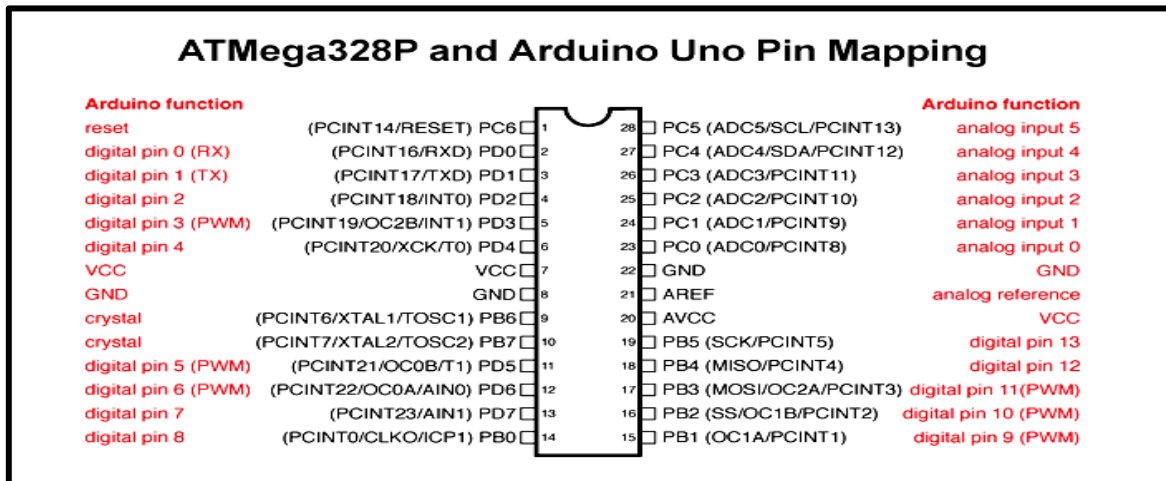 ATMega328P and Arduino Uno Pin Mapping
Arduino function Arduino function
reset (PCINT14/RESET) PC6 1 28 PC5 (ADC5/SCL/PCINT13) analog input 5
digital pin 0 (RX) (PCINT16/RXD) PD0 2 27 PC4 (ADC4/SDA/PCINT12) analog input 4
digital pin 1 (TX) (PCINT17/TXD) PD1 3 26 PC3 (ADC3/PCINT11) analog input 3
digital pin 2 (PCINT18/INT0) PD2 4 25 PC2 (ADC2/PCINT10) analog input 2
digital pin 3 (PWM) (PCINT19/OC2B/INT1) PD3 5 24 PC1 (ADC1/PCINT9) analog input 1
digital pin 4 (PCINT20/XCK/T0) PD4 6 23 PC0 (ADC0/PCINT8) analog input 0
VCC VCC 7 22 GND GND
GND GND 8 21 AREF analog reference
crystal (PCINT6/XTAL1/TOSC1) PB6 9 20 AVCC VCC
crystal (PCINT7/XTAL2/TOSC2) PB7 10 19 PB5 (SCK/PCINT5) digital pin 13
digital pin 5 (PWM) (PCINT21/OC0B/T1) PD5 11 18 PB4 (MISO/PCINT4) digital pin 12
digital pin 6 (PWM) (PCINT22/OC0A/AIN0) PD6 12 17 PB3 (MOSI/OC2A/PCINT3) digital pin 11(PWM)
digital pin 7 (PCINT23/AIN1) PD7 13 16 PB2 (SS/OC1B/PCINT2) digital pin 10 (PWM)
digital pin 8 (PCINT0/CLKO/ICP1) PB0 14 15 PB1 (OC1A/PCINT1) digital pin 9 (PWM)